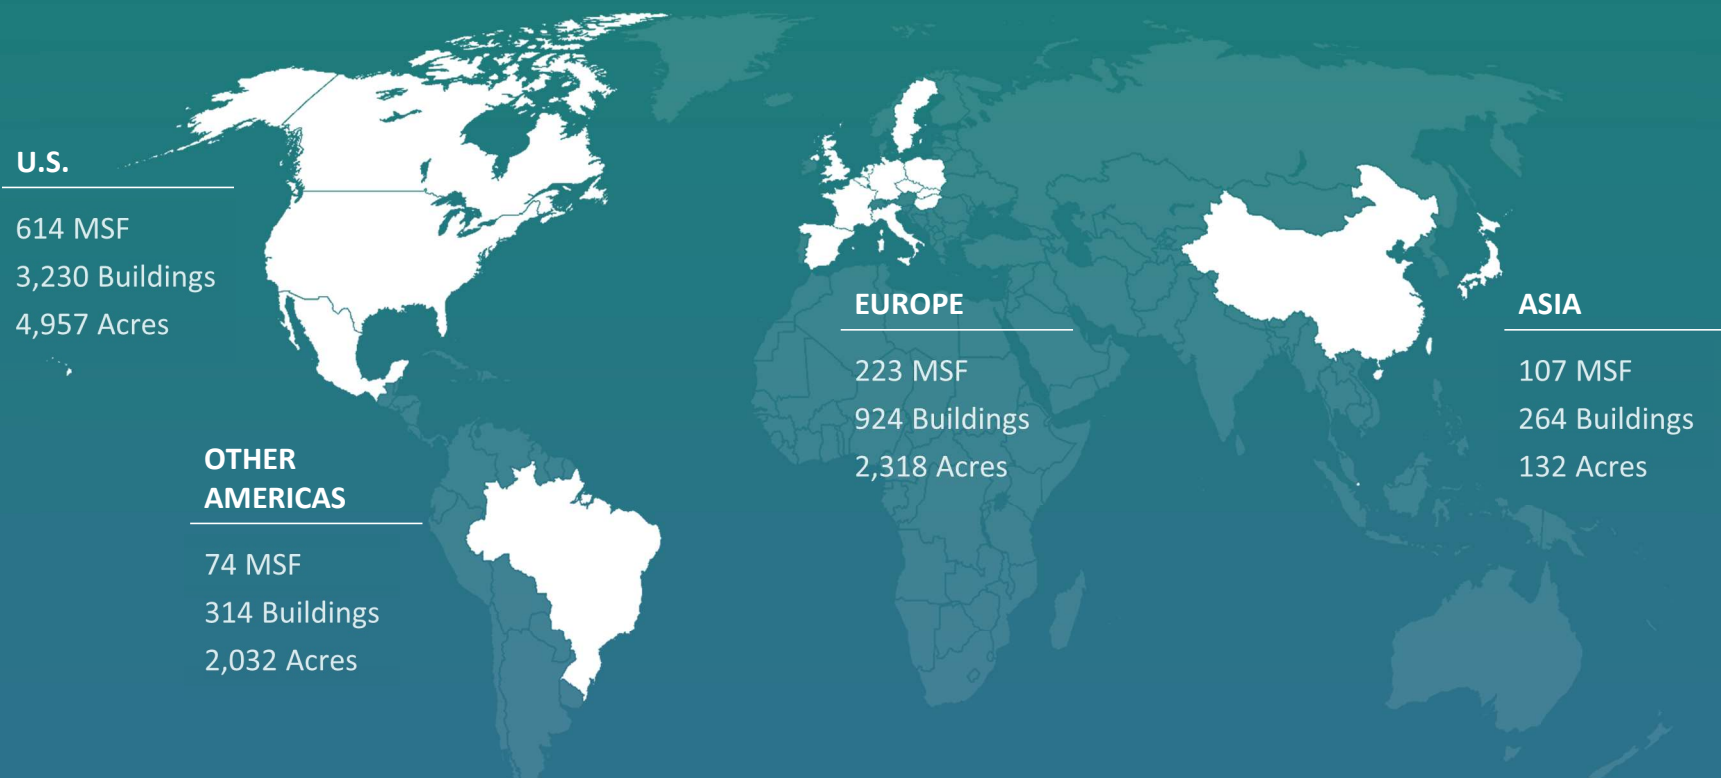 U.S.
614 MSF
3,230 Buildings
4,957 Acres
OTHER
AMERICAS
74 MSF
314 Buildings
2,032 Acres
EUROPE
223 MSF
924 Buildings
2,318 Acres
ASIA
107 MSF
264 Buildings
132 Acres